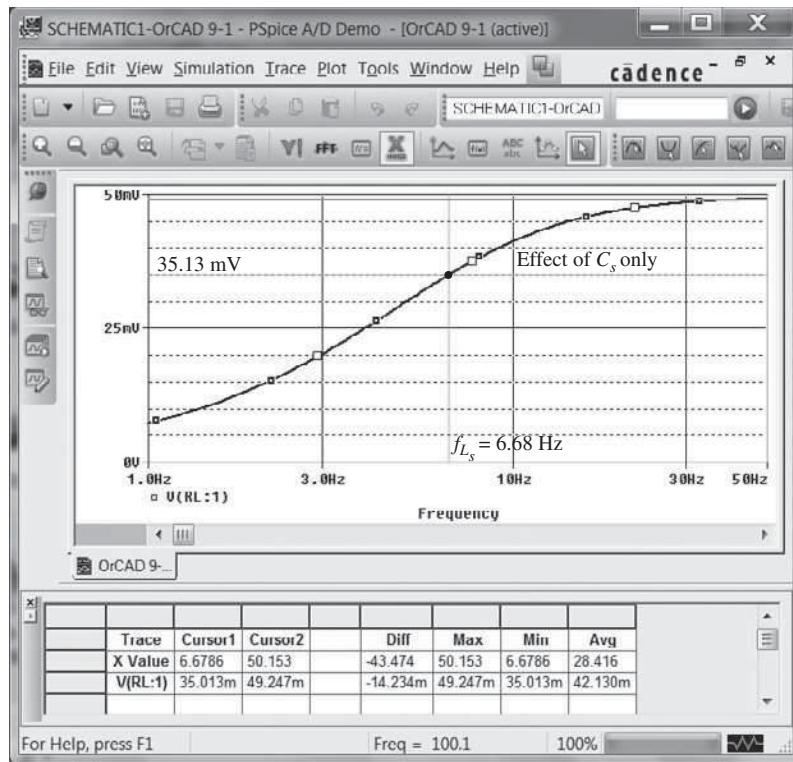 SCHEMATIC1-OrCAD 9-1 - PSpice A/D Demo - [OrCAD 9-1 (active)]
File Edit View Simulation Trace Plot Tools Window Help
cādence
SCHEMATIC1-OrCAD
ABC
abc
50mV
35.13 mV
Effect of Cs only
25mV
fLs = 6.68 Hz
0V
1.0Hz 3.0Hz 10Hz 30Hz 50Hz
V(RL:1)
Frequency
OrCAD 9-...
Trace Cursor1 Cursor2 Diff Max Min Avg
X Value 6.6786 50.153 -43.474 50.153 6.6786 28.416
V(RL:1) 35.013m 49.247m -14.234m 49.247m 35.013m 42.130m
For Help, press F1 Freq = 100.1 100%